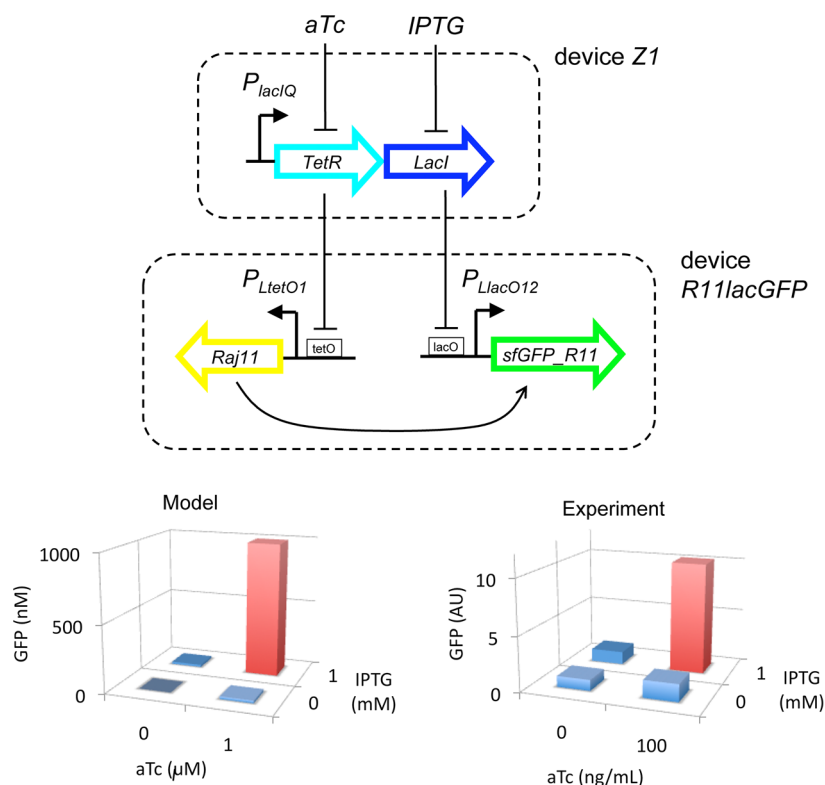 aTc IPTG
device Z1
PlacIQ
TetR LacI
device
R11lacGFP
PLtetO1 PLlacO12
tetO lacO
Raj11 sfGFP_R11
Model
GFP (nM)
1000
500
0
0
1
aTc (µM)
1
0
IPTG
(mM)
Experiment
GFP (AU)
10
5
0
0
100
aTc (ng/mL)
1
0
IPTG
(mM)